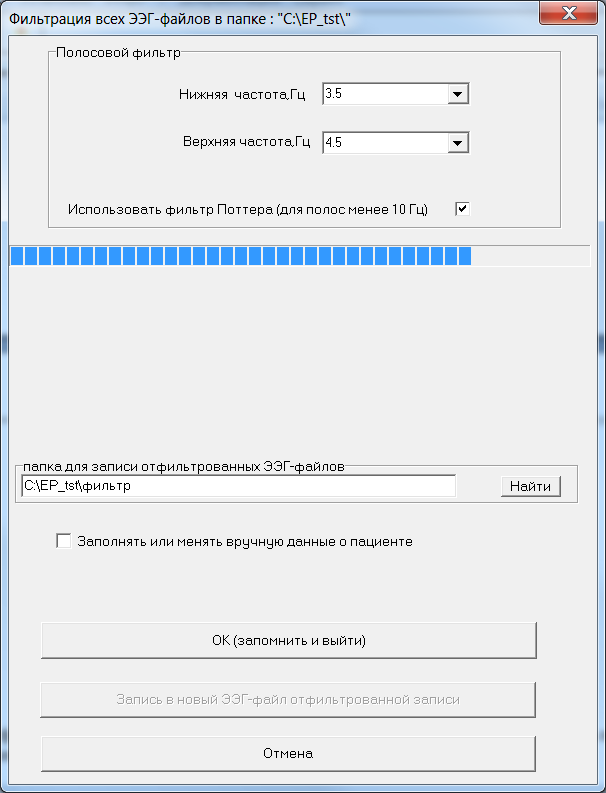 Фильтрация всех ЭЭГ-файлов в папке : "C:\EP_tst\"
Полосовой фильтр
Нижняя частота,Гц 3.5
Верхняя частота,Гц 4.5
Использовать фильтр Поттера (для полос менее 10 Гц)
папка для записи отфильтрованных ЭЭГ-файлов
C:\EP_tst\фильтр Найти
Заполнять или менять вручную данные о пациенте
ОК (запомнить и выйти)
Запись в новый ЭЭГ-файл отфильтрованной записи
Отмена